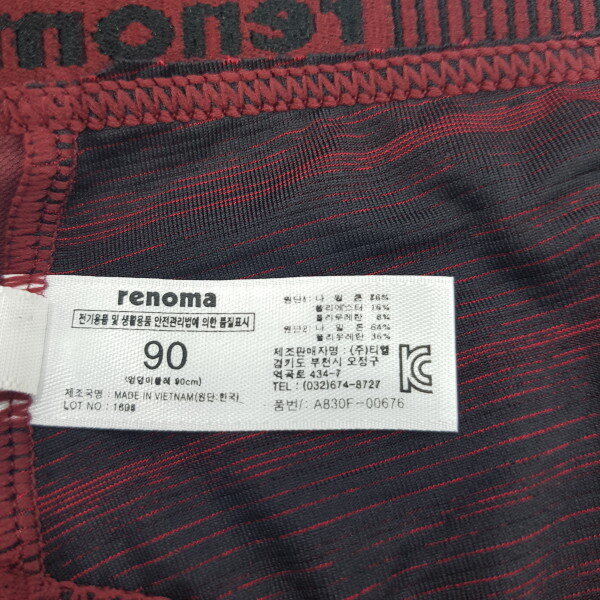 renom
renoma
전기용품 및 생활용품 안전관리법에 의한 품질표시
90
(엉덩이둘레 90cm)
제조국명 : MADE IN VIETNAM(원단:한국)
LOT NO : 1698
원단1: 나 일 론 76%
폴리에스터 16%
폴리우레탄 8%
원단2: 나 일 론 64%
폴리우레탄 36%
제조판매자명 : (주)티엘
경기도 부천시 오정구
역곡로 434-7
TEL : (032)674-8727
품번/: A830F-00676